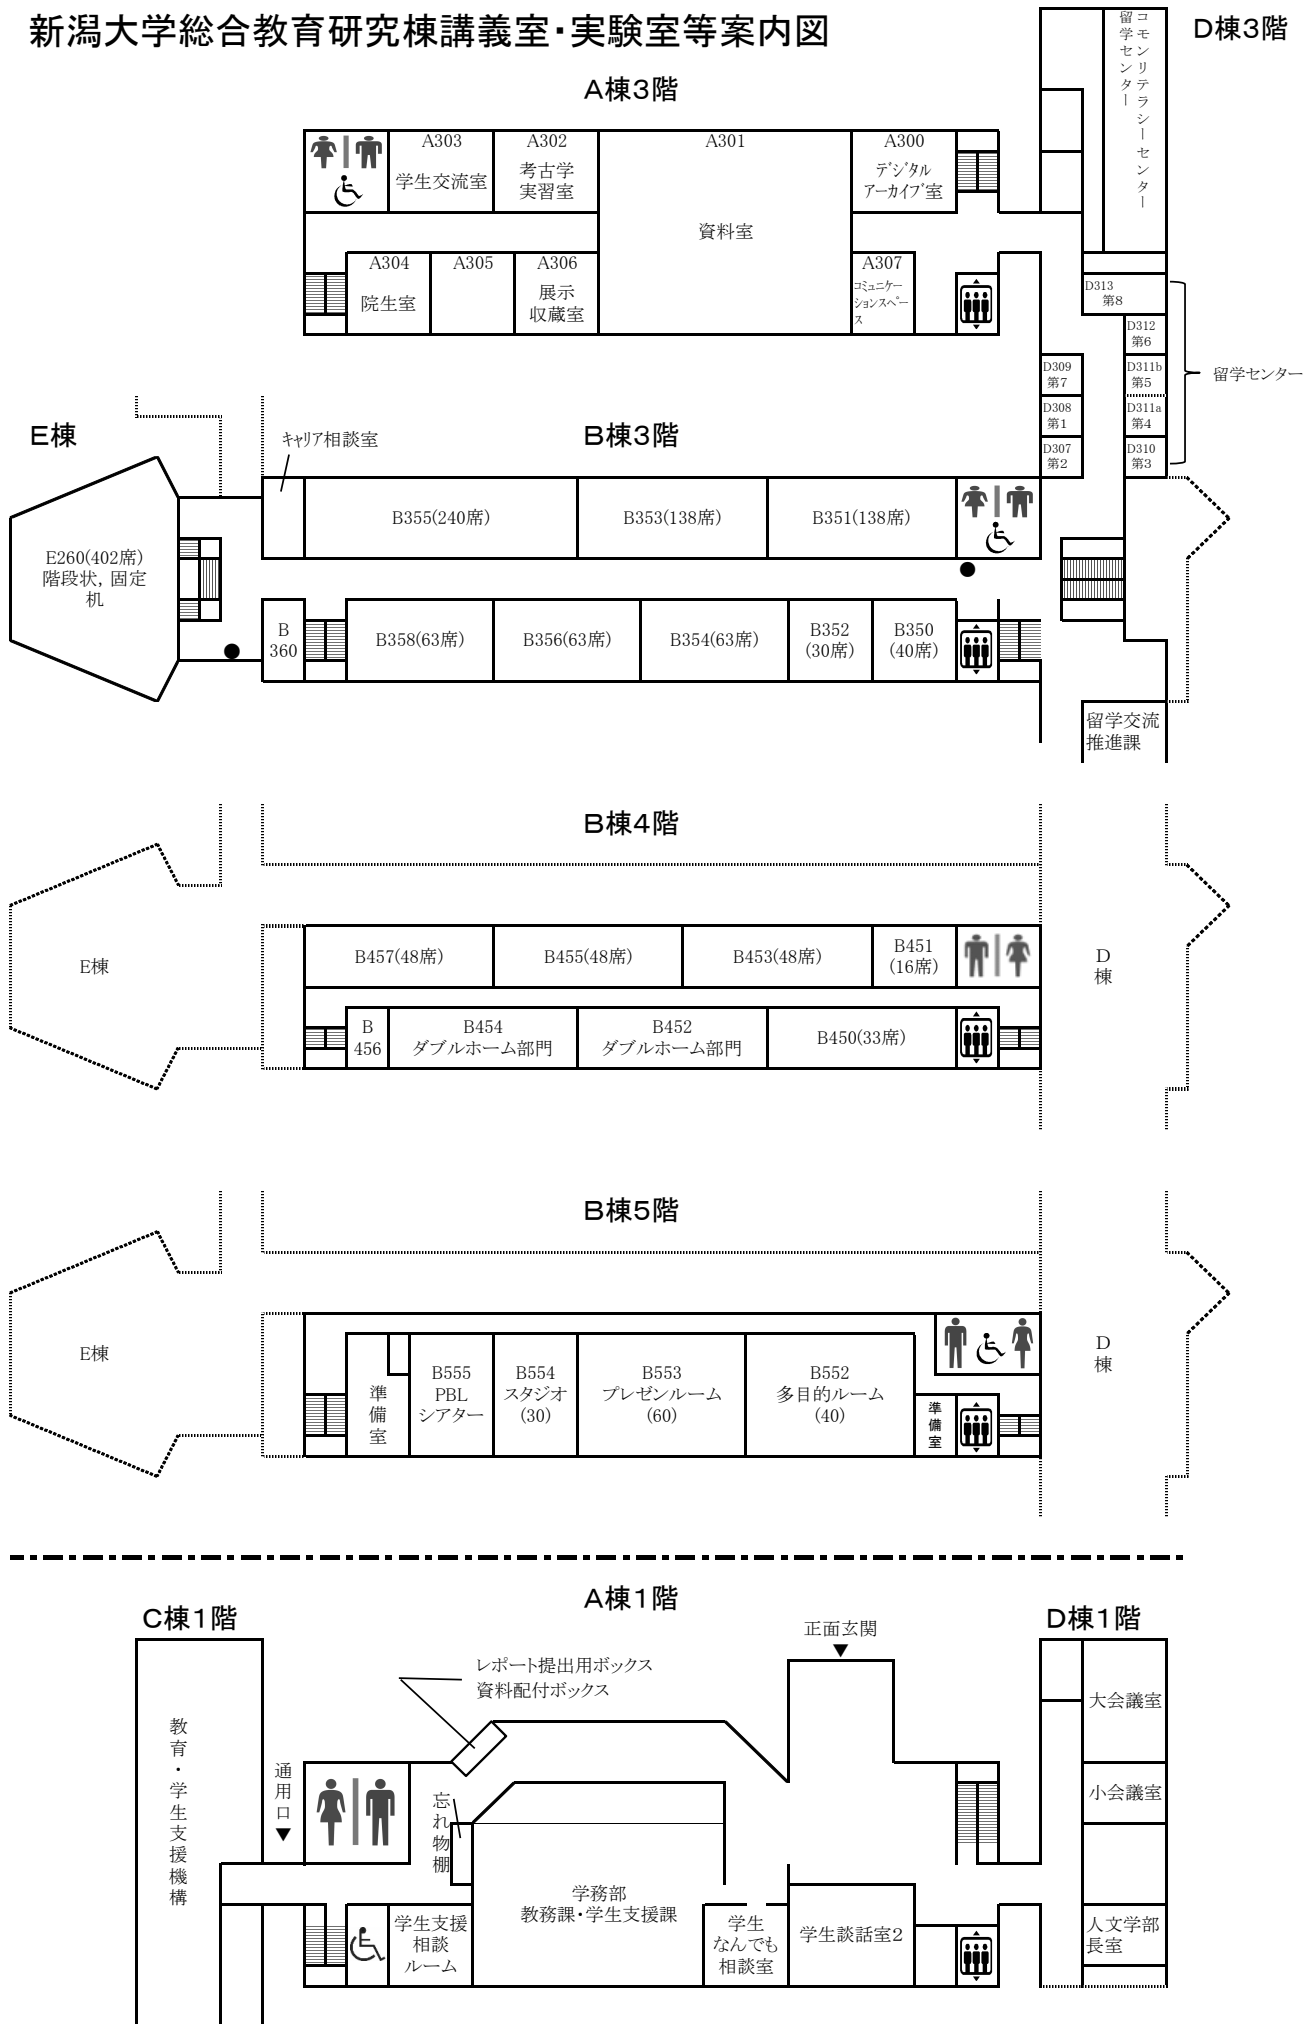 新潟大学総合教育研究棟講義室・実験室等案内図
D棟3階
コモンリテラシーセンター
留学センター
A棟3階
A303
学生交流室
A302
考古学
実習室
A301
資料室
A300
デジタル
アーカイブ室
A304
院生室
A305
A306
展示
収蔵室
A307
コミュニケー
ションスペー
ス
D313
第8
D312
第6
D311b
第5
D311a
第4
D310
第3
D309
第7
D308
第1
D307
第2
留学センター
E棟
B棟3階
キャリア相談室
E260(402席)
階段状, 固定
机
B355(240席)
B353(138席)
B351(138席)
B
360
B358(63席)
B356(63席)
B354(63席)
B352
(30席)
B350
(40席)
留学交流
推進課
B棟4階
E棟
B457(48席)
B455(48席)
B453(48席)
B451
(16席)
D
棟
B
456
B454
ダブルホーム部門
B452
ダブルホーム部門
B450(33席)
B棟5階
E棟
準
備
室
B555
PBL
シアター
B554
スタジオ
(30)
B553
プレゼンルーム
(60)
B552
多目的ルーム
(40)
準
備
室
D
棟
A棟1階
C棟1階
D棟1階
正面玄関
▼
レポート提出用ボックス
資料配付ボックス
教育・学生支援機構
通用口▼
忘れ物棚
学務部
教務課・学生支援課
学生支援
相談
ルーム
学生
なんでも
相談室
学生談話室2
大会議室
小会議室
人文学部
長室